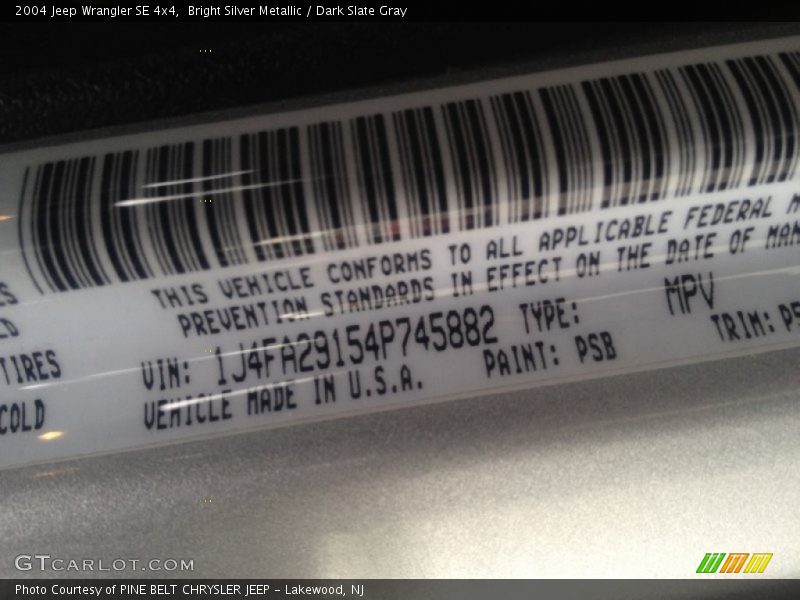 2004 Jeep Wrangler SE 4x4, Bright Silver Metallic / Dark Slate Gray
THIS VEHICLE CONFORMS TO ALL APPLICABLE FEDERAL M
PREVENTION STANDARDS IN EFFECT ON THE DATE OF MAN
TIRES
VIN: 1J4FA29154P745882 TYPE: MPV
COLD
VEHICLE MADE IN U.S.A. PAINT: PSB TRIM: PS
GTCARLOT.COM
Photo Courtesy of PINE BELT CHRYSLER JEEP - Lakewood, NJ